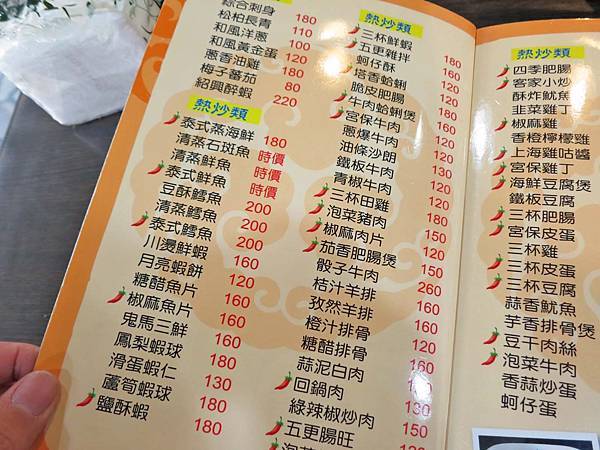 綜合刺身 180
松柏長青 110
和風洋蔥 100
和風黃金蛋 120
蔥香油雞 180
梅子蕃茄 80
紹興醉蝦 220
熱炒類
泰式蒸海鮮 180
清蒸石斑魚 時價
清蒸鮮魚 時價
泰式鮮魚 時價
豆酥鱈魚 200
清蒸鱈魚 200
泰式鱈魚 200
川燙鮮蝦 160
月亮蝦餅 120
糖醋魚片 160
椒麻魚片 160
鬼馬三鮮 160
鳳梨蝦球 180
滑蛋蝦仁 130
蘆筍蝦球 180
鹽酥蝦 180
熱炒類
三杯鮮蝦 180
五更雜拌 160
蚵仔酥 100
塔香蛤蜊 120
脆皮肥腸 180
牛肉蛤蜊煲 180
宮保牛肉 120
蔥爆牛肉 120
油條沙朗 130
鐵板牛肉 120
青椒牛肉 120
三杯田雞 180
泡菜豬肉 150
椒麻肉片 120
茄香肥腸煲 150
骰子牛肉 260
桔汁羊排 160
孜然羊排 160
橙汁排骨 120
糖醋排骨 120
蒜泥白肉 160
回鍋肉 130
綠辣椒炒肉 180
五更腸旺 150
熱炒類
四季肥腸
客家小炒
酥炸魷魚
韭菜雞丁
椒麻雞
香橙檸檬雞
上海雞咕醬
宮保雞丁
海鮮豆腐煲
鐵板豆腐
三杯肥腸
宮保皮蛋
三杯雞
三杯皮蛋
三杯豆腐
蒜香魷魚
芋香排骨煲
豆干肉絲
泡菜牛肉
香蒜炒蛋
蚵仔蛋